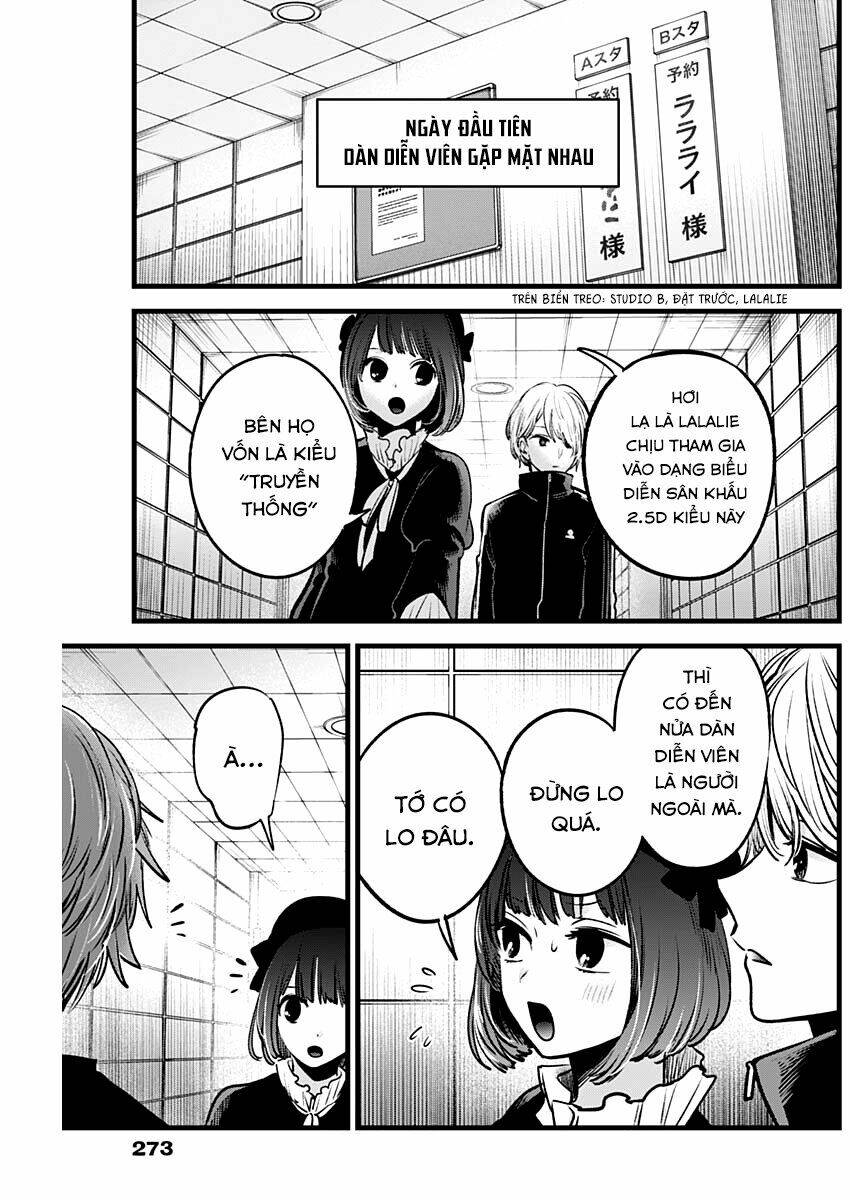 NGÀY ĐẦU TIÊN
DÀN DIỄN VIÊN GẶP MẶT NHAU
Bスタ
予約
ラララィ 様
Aスタ
予約
様
TRÊN BIỂN TREO: STUDIO B, ĐẶT TRƯỚC, LALALIE
HƠI
LẠ LÀ LALALIE
CHỊU THAM GIA
VÀO DẠNG BIỂU
DIỄN SÂN KHẤU
2.5D KIỂU NÀY
BÊN HỌ
VỐN LÀ KIỂU
“TRUYỀN
THỐNG”
THÌ
CÓ ĐẾN
NỬA DÀN
DIỄN VIÊN
LÀ NGƯỜI
NGOÀI MÀ.
ĐỪNG LO
QUÁ.
TỚ CÓ
LO ĐÂU.
À...
273